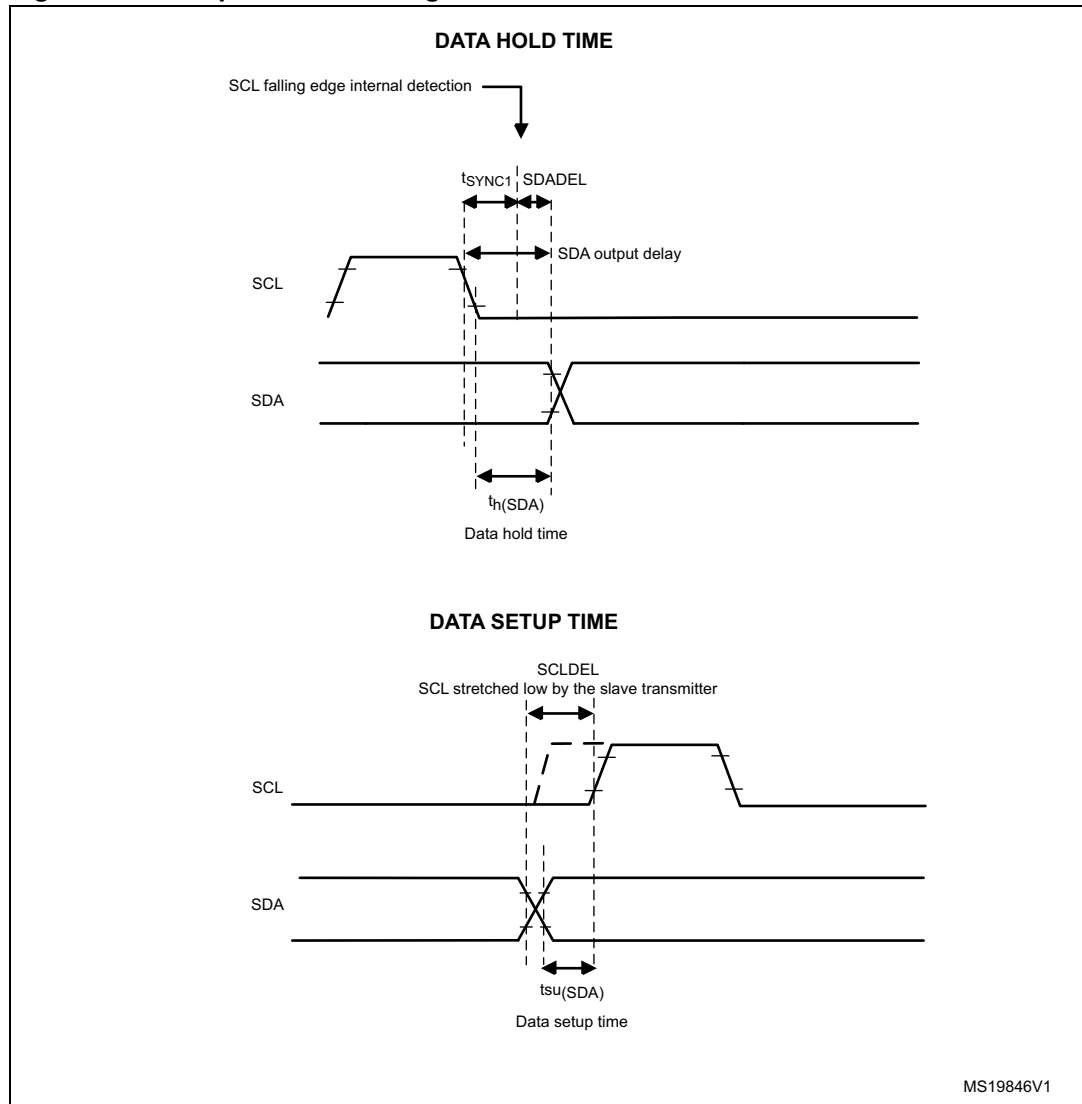 DATA HOLD TIME
SCL falling edge internal detection
tSYNC1 SDADEL
SDA output delay
SCL
SDA
th(SDA)
Data hold time
DATA SETUP TIME
SCLDEL
SCL stretched low by the slave transmitter
SCL
SDA
tsu(SDA)
Data setup time
MS19846V1